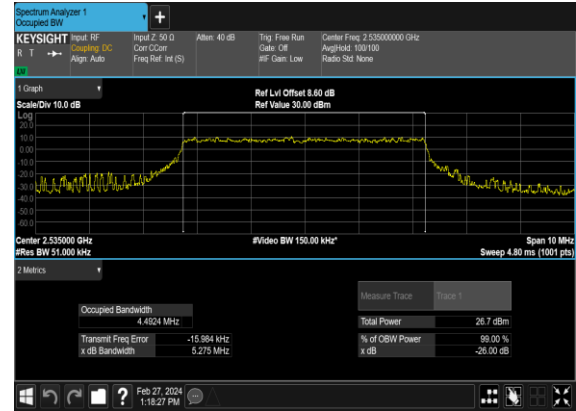 Spectrum Analyzer 1
Occupied BW
+
KEYSIGHT Input: RF Input Z: 50 Ω Atten: 40 dB Trig: Free Run Center Freq: 2.535000000 GHz
R T Coupling: DC Corr CCorr Gate: Off Avg|Hold: 100/100
Align: Auto Freq Ref: Int (S) #IF Gain: Low Radio Std: None
1 Graph
Ref Lvl Offset 8.60 dB
Scale/Div 10.0 dB Ref Value 30.00 dBm
Log
20.0
10.0
0.00
-10.0
-20.0
-30.0
-40.0
-50.0
-60.0
Center 2.535000 GHz #Video BW 150.00 kHz* Span 10 MHz
#Res BW 51.000 kHz Sweep 4.80 ms (1001 pts)
2 Metrics
Measure Trace Trace 1
Occupied Bandwidth
4.4924 MHz Total Power 26.7 dBm
Transmit Freq Error -15.984 kHz % of OBW Power 99.00 %
x dB Bandwidth 5.275 MHz x dB -26.00 dB
? Feb 27, 2024
1:18:27 PM